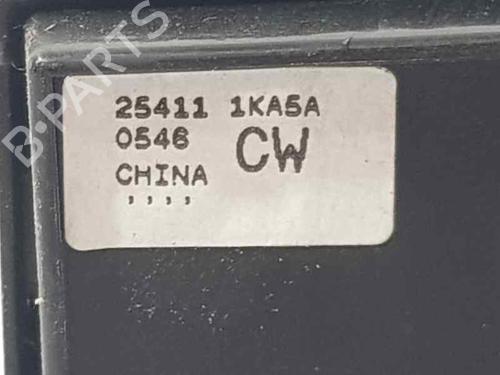 B-PARTS
25411 1KA5A
0546 CW
CHINA
,,,,